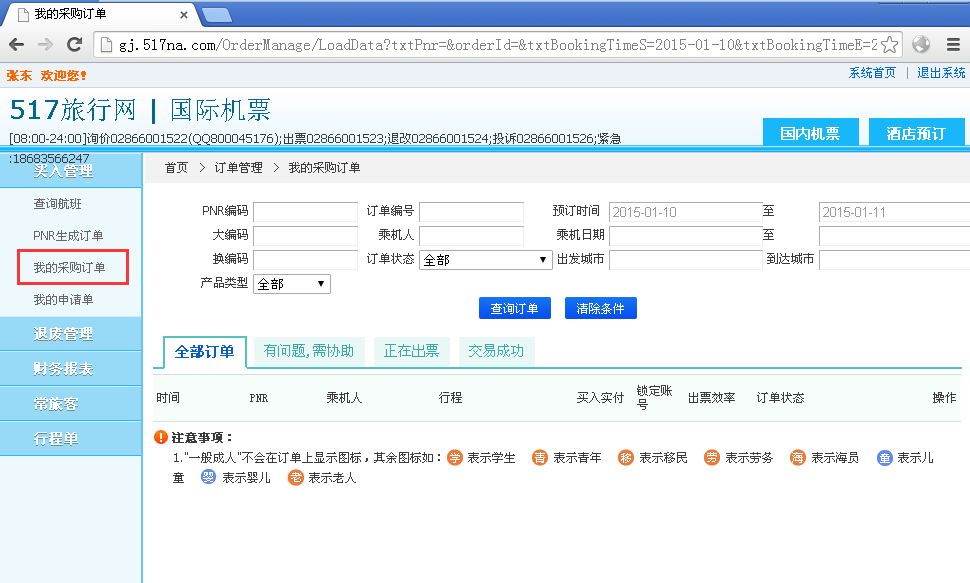 我的采购订单
gj.517na.com/OrderManage/LoadData?txtPnr=&orderId=&txtBookingTimeS=2015-01-10&txtBookingTimeE=2
张东 欢迎您!
系统首页 | 退出系统
517旅行网 | 国际机票
[08:00-24:00]询价02866001522(QQ800045176);出票02866001523;退改02866001524;投诉02866001526;紧急
:18683566247
国内机票 酒店预订
买入管理
查询航班
PNR生成订单
我的采购订单
我的申请单
退废管理
财务报表
常旅客
行程单
首页 > 订单管理 > 我的采购订单
PNR编码 订单编号 预订时间 2015-01-10 至 2015-01-11
大编码 乘机人 乘机日期 至
换编码 订单状态 全部 出发城市 到达城市
产品类型 全部
查询订单 清除条件
全部订单 有问题,需协助 正在出票 交易成功
时间 PNR 乘机人 行程 买入实付 锁定账号 出票效率 订单状态 操作
注意事项：
1."一般成人"不会在订单上显示图标，其余图标如：学 表示学生 青 表示青年 移 表示移民 劳 表示劳务 海 表示海员 童 表示儿
童 婴 表示婴儿 老 表示老人